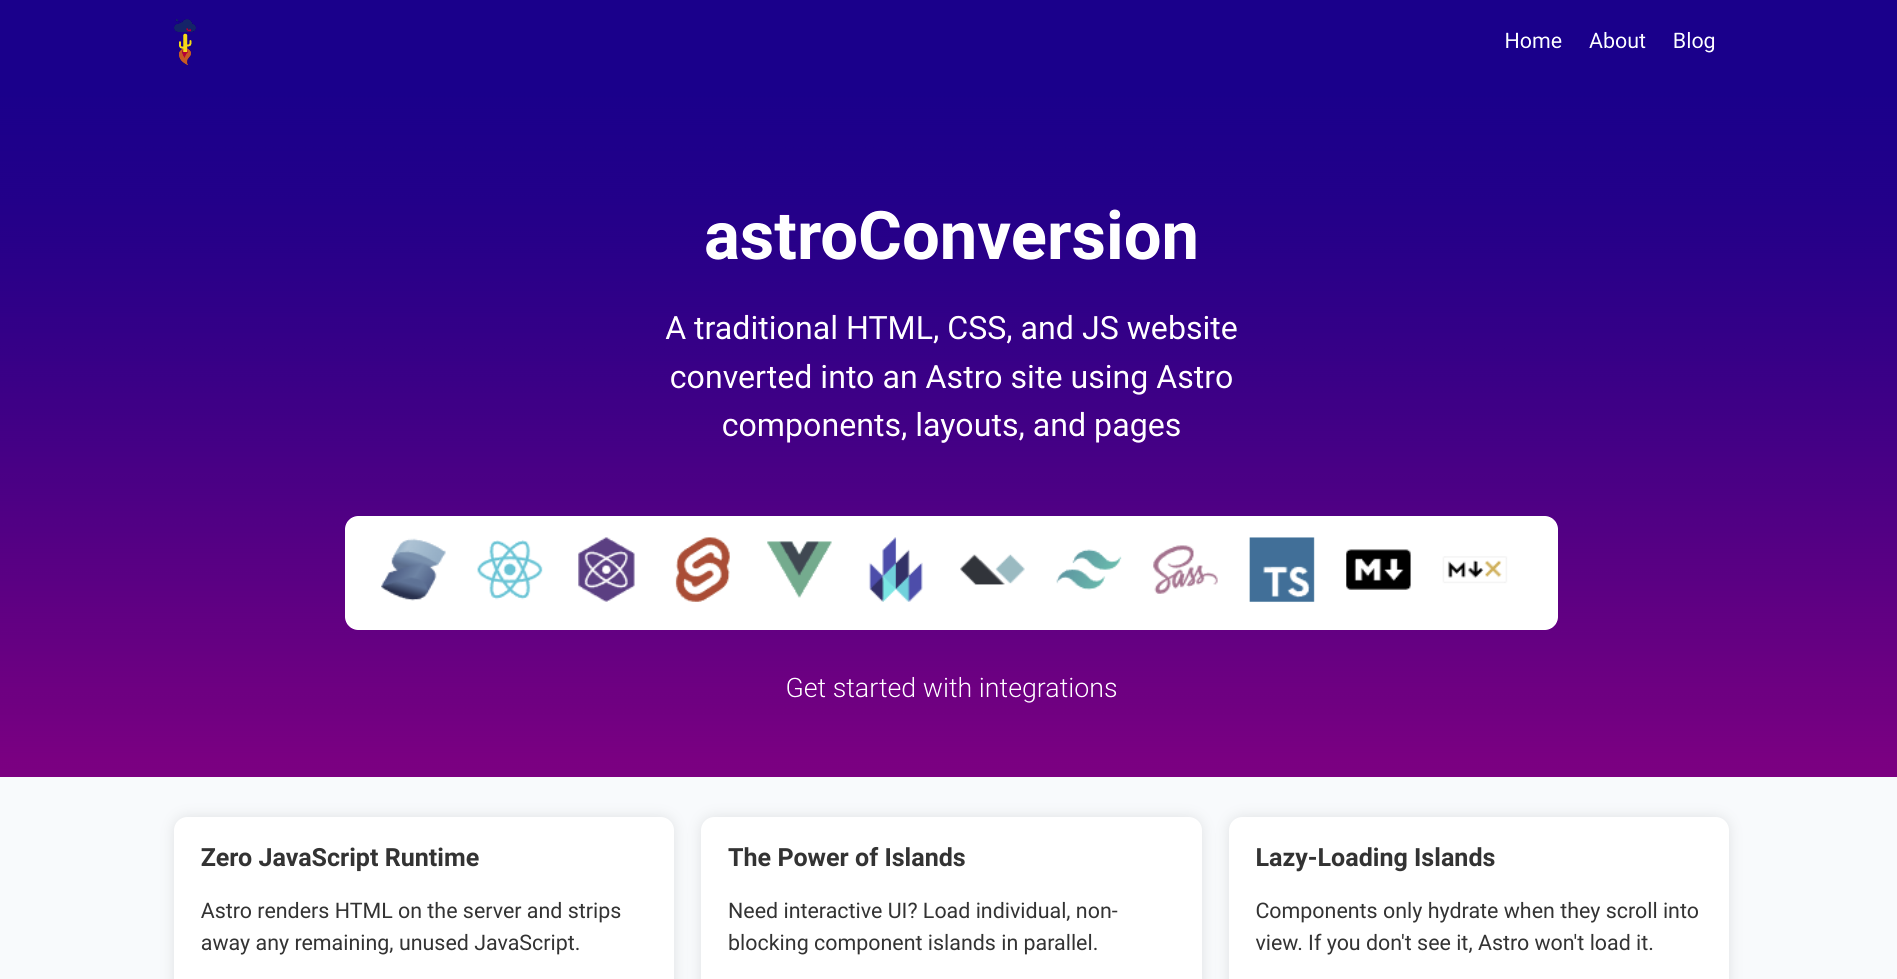 Home About Blog
astroConversion
A traditional HTML, CSS, and JS website
converted into an Astro site using Astro
components, layouts, and pages
Sass TS M M
Get started with integrations
Zero JavaScript Runtime
Astro renders HTML on the server and strips
away any remaining, unused JavaScript.
The Power of Islands
Need interactive UI? Load individual, non-
blocking component islands in parallel.
Lazy-Loading Islands
Components only hydrate when they scroll into
view. If you don't see it, Astro won't load it.